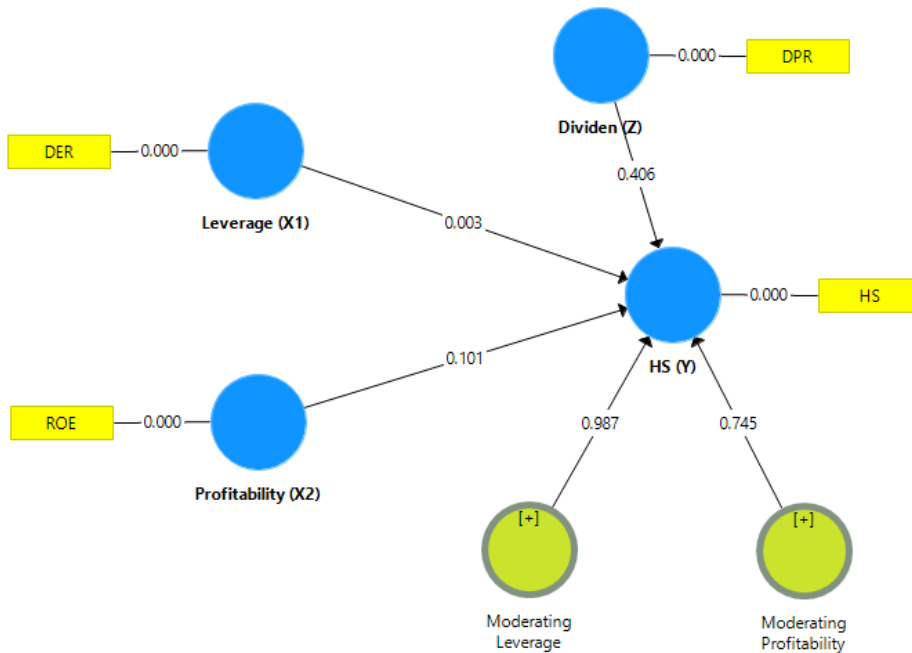 0.000
DPR
Dividen (Z)
DER
0.000
Leverage (X1)
0.406
0.003
0.000
HS
HS (Y)
0.101
ROE
0.000
Profitability (X2)
0.987
0.745
[+]
[+]
Moderating
Leverage
Moderating
Profitability